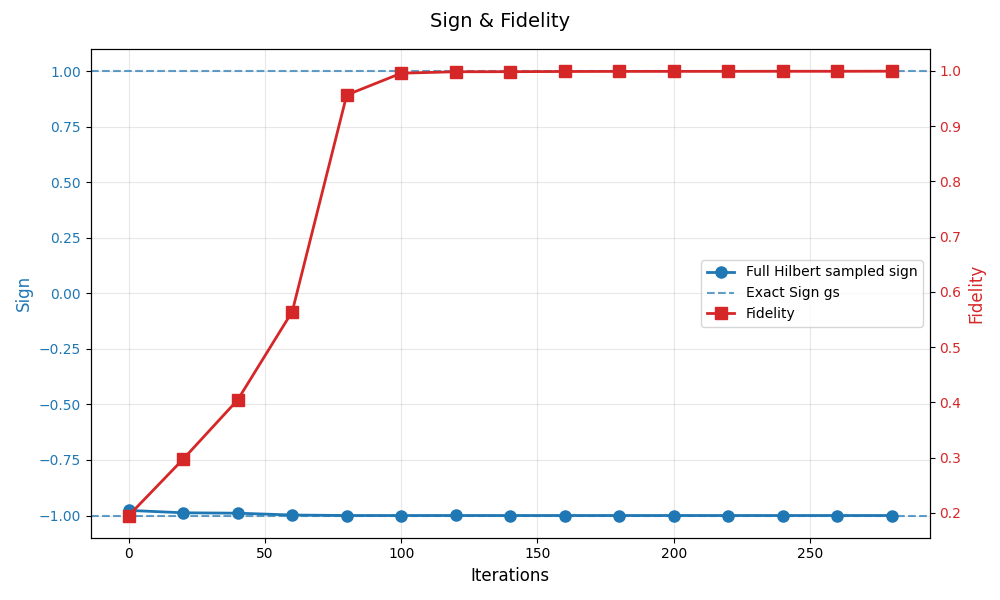 Sign & Fidelity
1.00
0.75
0.50
0.25
0.00
−0.25
−0.50
−0.75
−1.00
Sign
1.0
0.9
0.8
0.7
0.6
0.5
0.4
0.3
0.2
Fidelity
Full Hilbert sampled sign
Exact Sign gs
Fidelity
0 50 100 150 200 250
Iterations